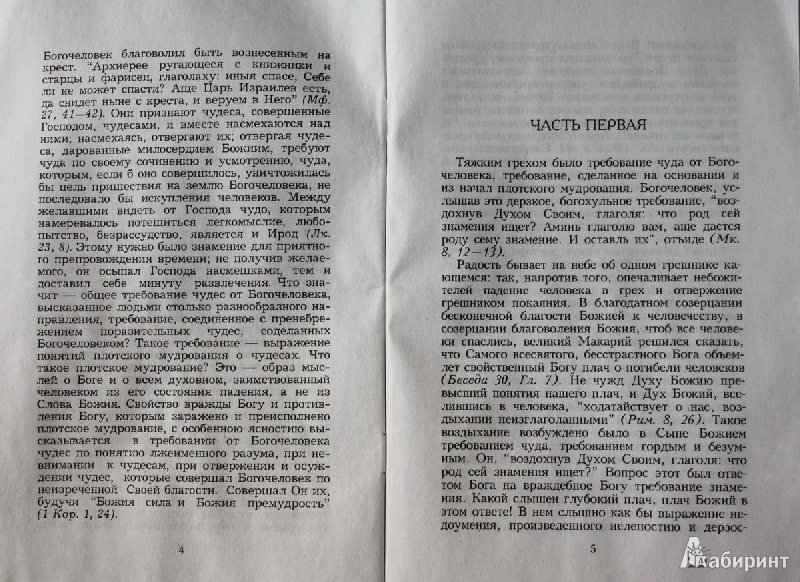 Богочеловек благоволил быть вознесенным на
крест. “Архиерее ругающеся с книжники и
старцы и фарисеи, глаголаху: иныя спасе, Себе
ли не может спасти? Аще Царь Израилев есть,
да снидет ныне с креста, и веруем в Него” (Мф.
27, 41—42). Они признают чудеса, совершенные
Господом, чудесами, и вместе насмехаются над
ними; насмехаясь, отвергают их; отвергая чуде-
са, дарованные милосердием Божиим, требуют
чуда по своему сочинению и усмотрению, чуда,
которым, если б оно совершилось, уничтожилась
бы цель пришествия на землю Богочеловека, не
последовало бы искупления человеков. Между
желавшими видеть от Господа чудо, которым
намеревалось потешиться легкомыслие, любо-
пытство, безрассудство, является и Ирод (Лк.
23, 8). Этому нужно было знамение для приятно-
го препровождения времени; не получив желае-
мого, он осыпал Господа насмешками, тем и
доставил себе минуту развлечения. Что зна-
чит — общее требование чудес от Богочеловека,
высказанное людьми столько разнообразного на-
правления, требование, соединенное с пренебре-
жением поразительных чудес, соделанных
Богочеловеком? Такое требование — выражение
понятий плотского мудрования о чудесах. Что
такое плотское мудрование? Это — образ мыс-
лей о Боге и о всем духовном, заимствованный
человеком из его состояния падения, а не из
Слова Божия. Свойство вражды Богу и против-
ления Богу, которым заражено и преисполнено
плотское мудрование, с особенною ясностию вы-
сказывается в требовании от Богочеловека
чудес по понятию лжеименного разума, при не-
внимании к чудесам, при отвержении и осуж-
дении чудес, которые совершал Богочеловек по
неизреченной Своей благости. Совершал Он их,
будучи “Божия сила и Божия премудрость”
(1 Кор. 1, 24).
4
ЧАСТЬ ПЕРВАЯ
Тяжким грехом было требование чуда от Бого-
человека, требование, сделанное на основании и
из начал плотского мудрования. Богочеловек, ус-
лышав это дерзкое, богохульное требование, “воз-
дохнув Духом Своим, глаголя: что род сей
знамения ищет? Аминь глаголю вам, аще дастся
роду сему знамение. И оставль их”, отъиде (Мк.
8, 12—13).
Радость бывает на небе об одном грешнике ка-
ющемся: так, напротив того, опечаливает небожи-
телей падение человека в грех и отвержение
грешником покаяния. В благодатном созерцании
бесконечной благости Божией к человечеству, в
созерцании благоволения Божия, чтоб все челове-
ки спаслись, великий Макарий решился сказать,
что Самого всесвятого, бесстрастного Бога объем-
лет свойственный Богу плач о погибели человеков
(Беседа 30, Гл. 7). Не чужд Духу Божию пре-
высший понятия нашего плач, и Дух Божий, все-
лившись в человека, “ходатайствует о нас, воз-
дыхании неизглаголанными” (Рим. 8, 26). Такое
воздыхание возбуждено было в Сыне Божием
требованием чуда, требованием гордым и безум-
ным. Он, “воздохнув Духом Своим, глаголя: что
род сей знамения ищет?” Вопрос этот был отве-
том Бога на враждебное Богу требование знаме-
ния. Какой слышен глубокий плач, плач Божий в
этом ответе! В нем слышно как бы выражение не-
доумения, произведенного нелепостию и дерзос-
5
Лабиринт